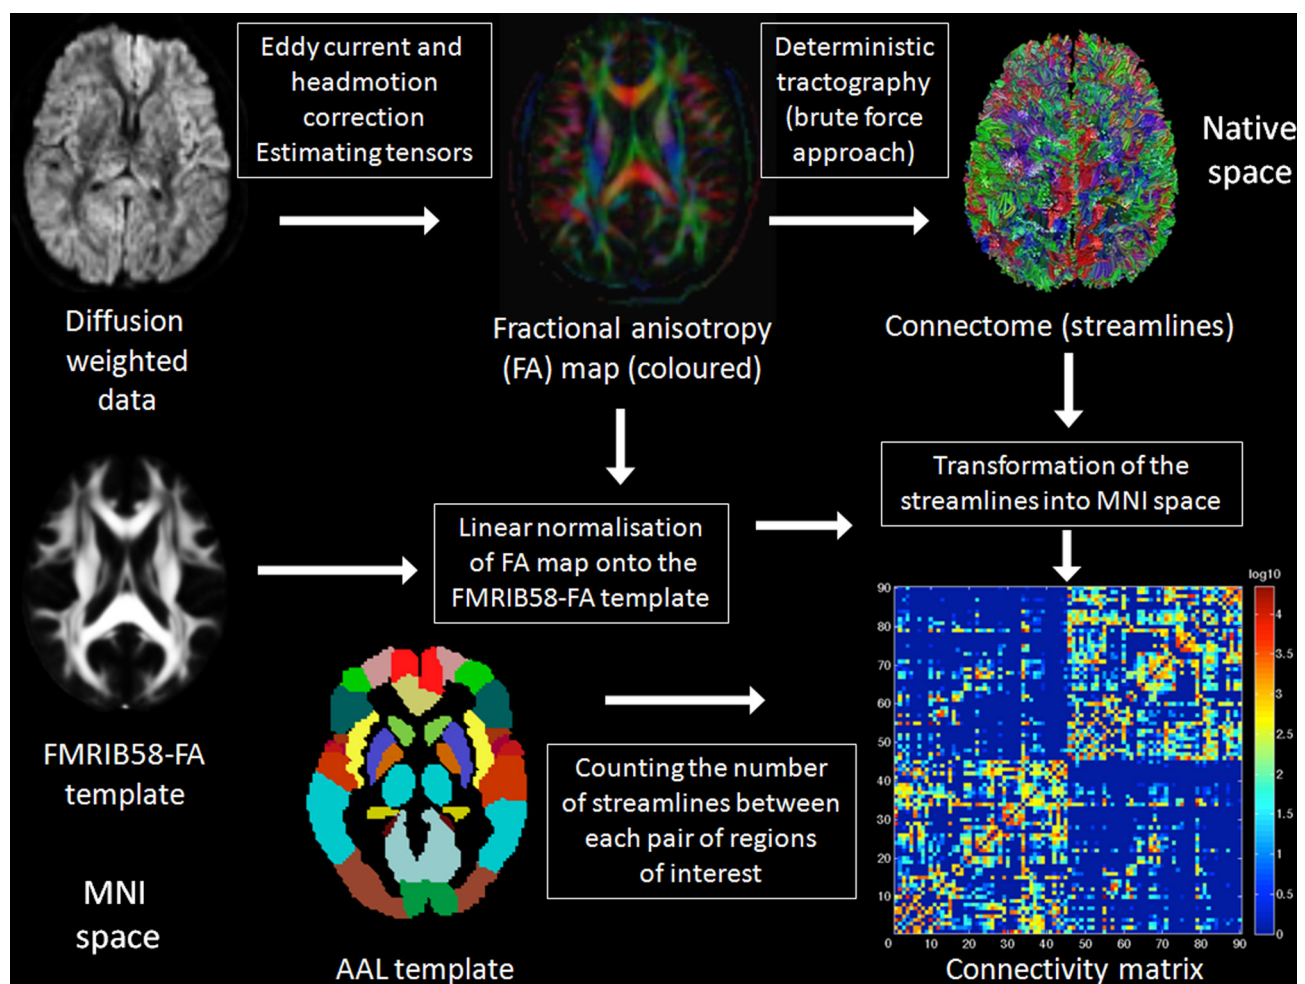 Eddy current and
headmotion
correction
Estimating tensors
Deterministic
tractography
(brute force
approach)
Native
space
Diffusion
weighted
data
Fractional anisotropy
(FA) map (coloured)
Connectome (streamlines)
Transformation of the
streamlines into MNI space
Linear normalisation
of FA map onto the
FMRIB58-FA template
FMRIB58-FA
template
MNI
space
AAL template
Counting the number
of streamlines between
each pair of regions
of interest
log10
90
80
70
60
50
40
30
20
10
0 10 20 30 40 50 60 70 80 90
4
3.5
3
2.5
2
1.5
1
0.5
0
Connectivity matrix